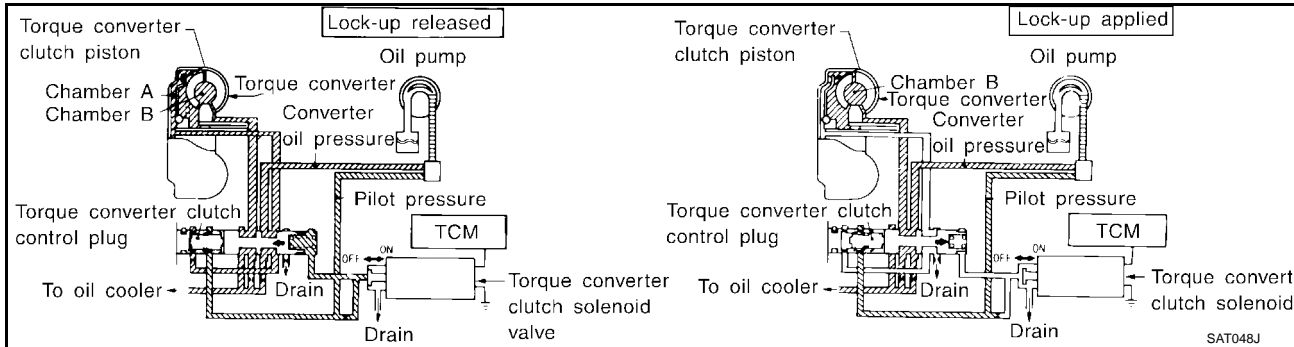 Lock-up released
Torque converter
clutch piston
Oil pump
Chamber A
Chamber B
Torque converter
Converter
oil pressure
Pilot pressure
Torque converter clutch
control plug
TCM
OFF
ON
To oil cooler
Drain
Torque converter
clutch solenoid
valve
Drain
Lock-up applied
Torque converter
clutch piston
Oil pump
Chamber B
Torque converter
Converter
oil pressure
Pilot pressure
Torque converter clutch
control plug
TCM
OFF
ON
To oil cooler
Drain
Torque convert
clutch solenoid
Drain
SAT048J